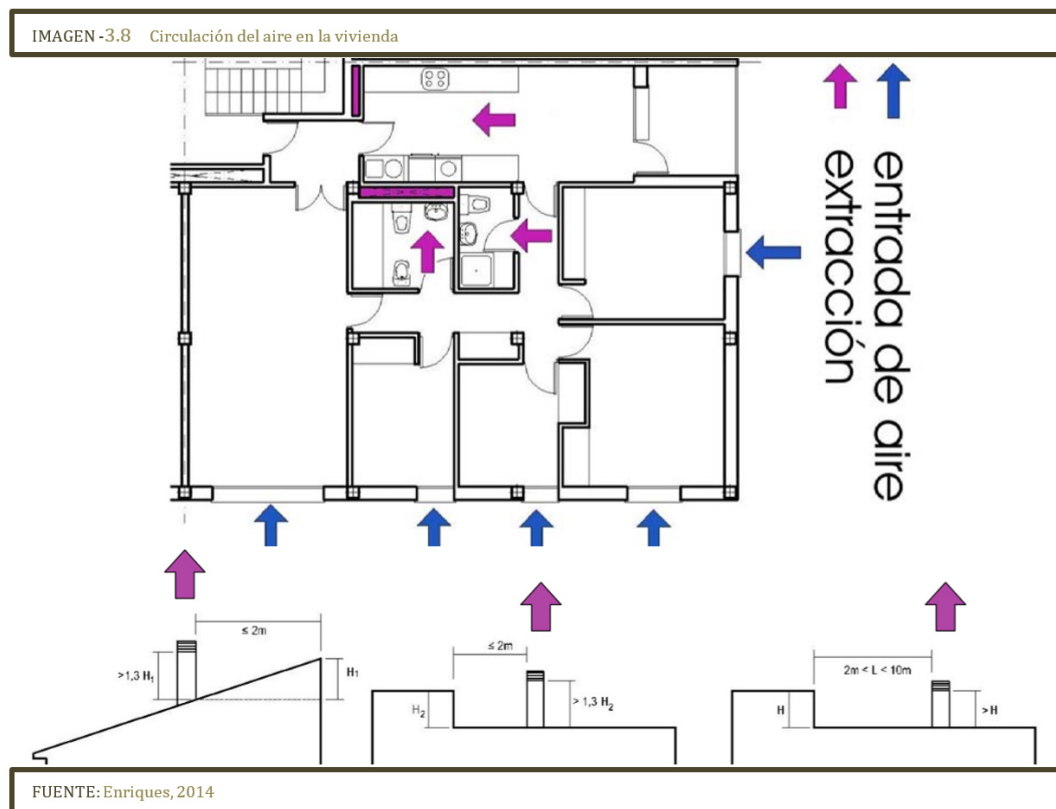 IMAGEN -3.8 Circulación del aire en la vivienda
entrada de aire
extracción
≤ 2m
>1,3 H₁
H₁
≤ 2m
H₂
> 1,3 H₂
2m < L < 10m
H
>H
FUENTE: Enriques, 2014